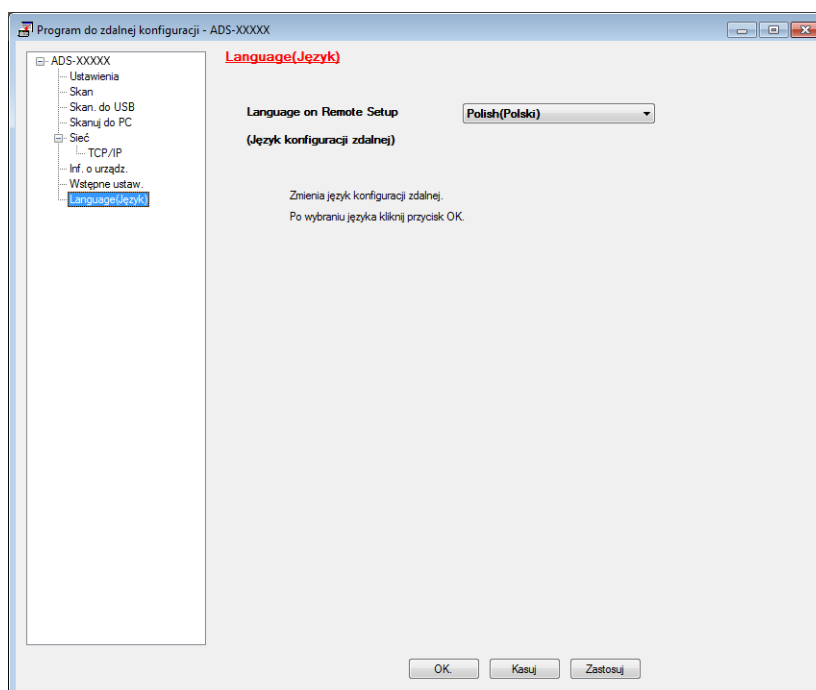 Program do zdalnej konfiguracji - ADS-XXXXX
ADS-XXXXX
Ustawienia
Skan
Skan. do USB
Skanuj do PC
Sieć
TCP/IP
Inf. o urządz.
Wstępne ustaw.
Language(Język)
Language(Język)
Language on Remote Setup
Polish(Polski)
(Język konfiguracji zdalnej)
Zmienia język konfiguracji zdalnej.
Po wybraniu języka kliknij przycisk OK.
OK.
Kasuj
Zastosuj